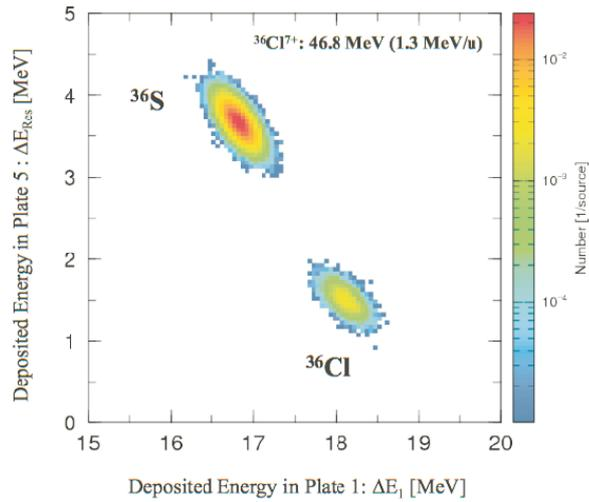 ³⁶Cl⁷⁺: 46.8 MeV (1.3 MeV/u)
³⁶S
³⁶Cl
Deposited Energy in Plate 5 : ΔE_Res [MeV]
5
4
3
2
1
0
15 16 17 18 19 20
Deposited Energy in Plate 1: ΔE₁ [MeV]
10⁻²
10⁻³
10⁻⁴
Number [1/source]